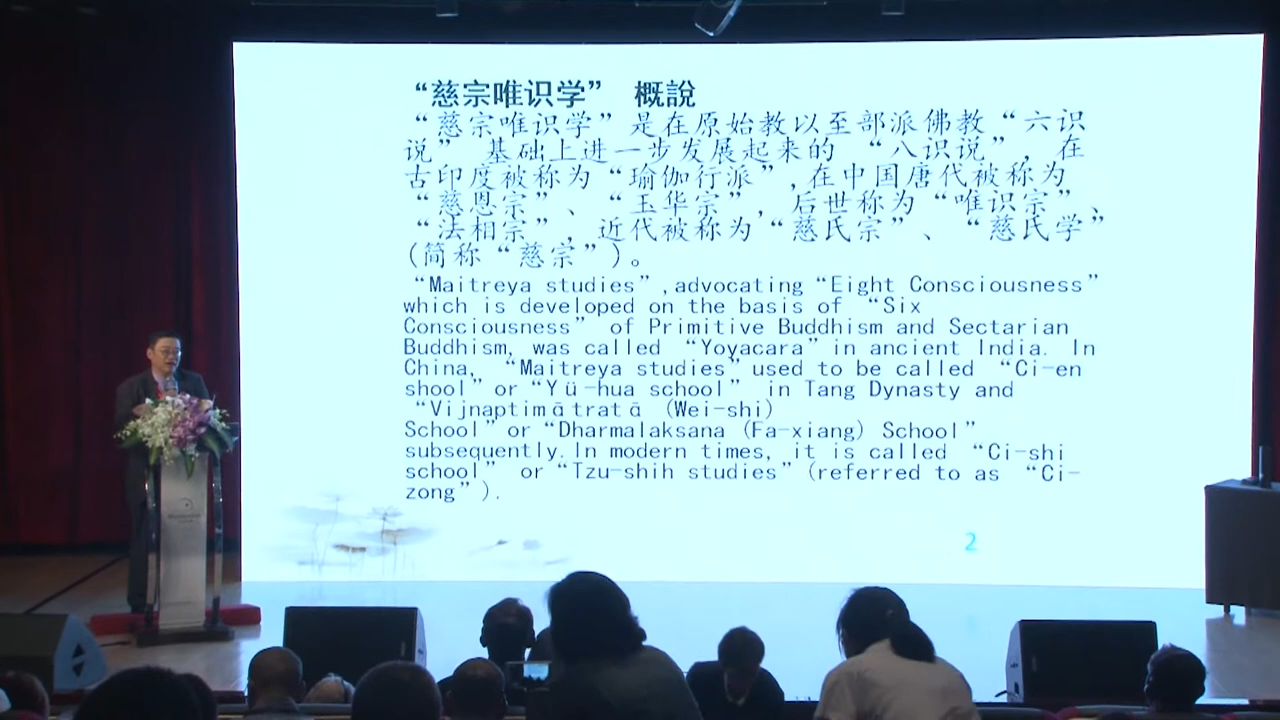 “慈宗唯识学” 概說
“慈宗唯识学”是在原始教以至部派佛教“六识
说” 基础上进一步发展起来的 “八识说”, 在
古印度被称为“瑜伽行派”,在中国唐代被称为
“慈恩宗”、“玉华宗”, 后世称为“唯识宗”、
“法相宗”, 近代被称为“慈氏宗”、“慈氏学”
(简称“慈宗”)。
“Maitreya studies”,advocating“Eight Consciousness”
which is developed on the basis of “Six
Consciousness” of Primitive Buddhism and Sectarian
Buddhism, was called “Yoyacara”in ancient India. In
China, “Maitreya studies”used to be called “Ci-en
shool”or“Yü-hua school” in Tang Dynasty and
“Vijnaptimātratā (Wei-shi)
School”or“Dharmalaksana (Fa-xiang) School”
subsequently.In modern times, it is called “Ci-shi
school” or“Tzu-shih studies”(referred to as “Ci-
zong”).
2